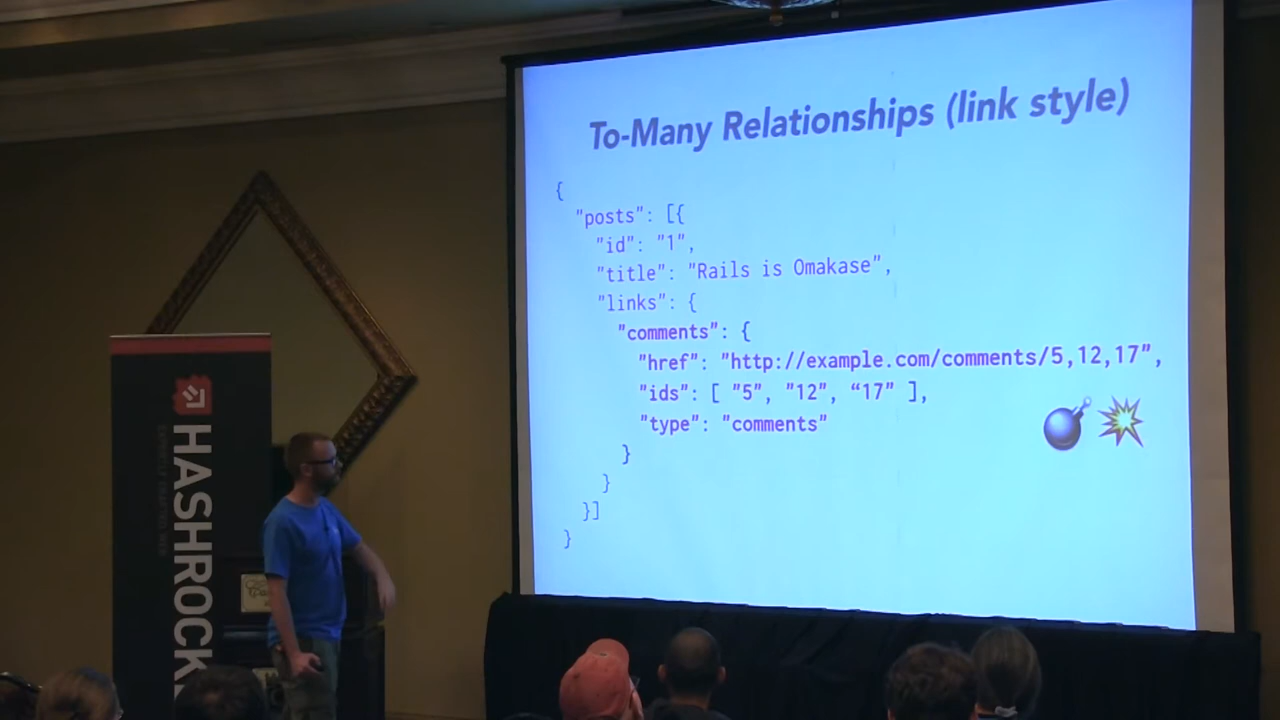 To-Many Relationships (link style)
{
"posts": [{
"id": "1",
"title": "Rails is Omakase",
"links": {
"comments": {
"href": "http://example.com/comments/5,12,17",
"ids": [ "5", "12", “17" ],
"type": "comments"
}
}
}]
}
HASHROCK